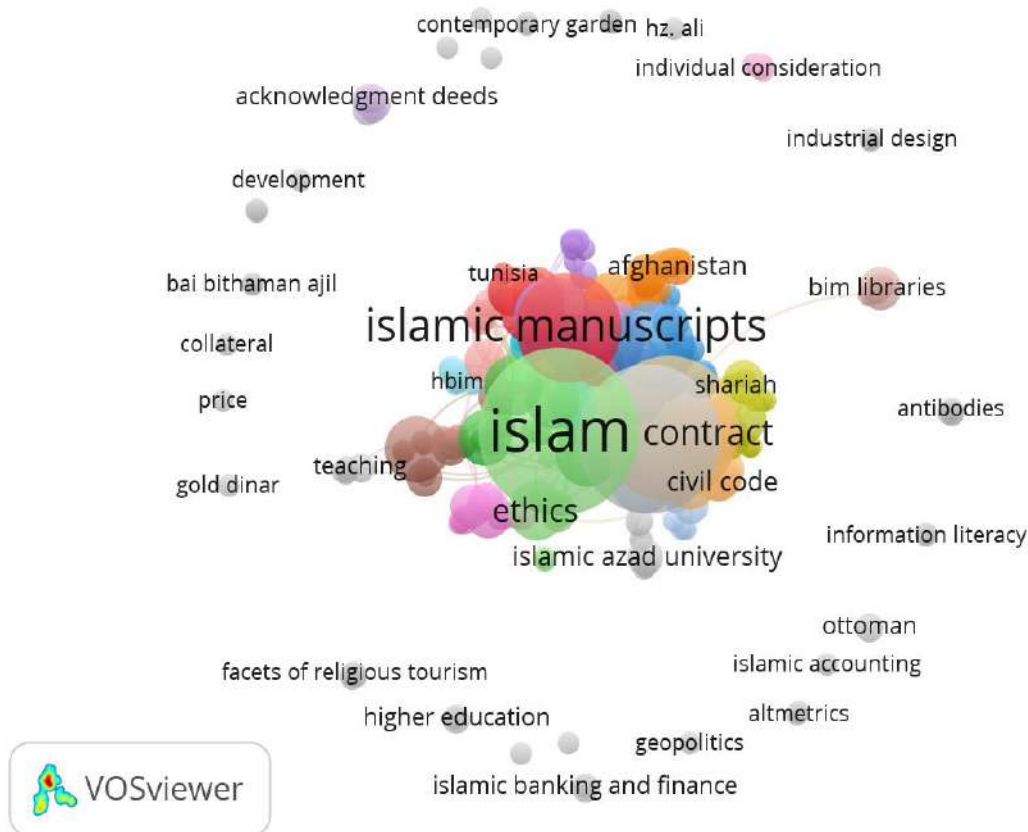 contemporary garden
hz. ali
individual consideration
acknowledgment deeds
industrial design
development
tunisia
afghanistan
bai bithaman ajil
bim libraries
islamic manuscripts
collateral
hbim
shariah
price
antibodies
islam
contract
teaching
gold dinar
civil code
ethics
information literacy
islamic azad university
ottoman
islamic accounting
facets of religious tourism
higher education
altmetrics
geopolitics
islamic banking and finance
VOSviewer